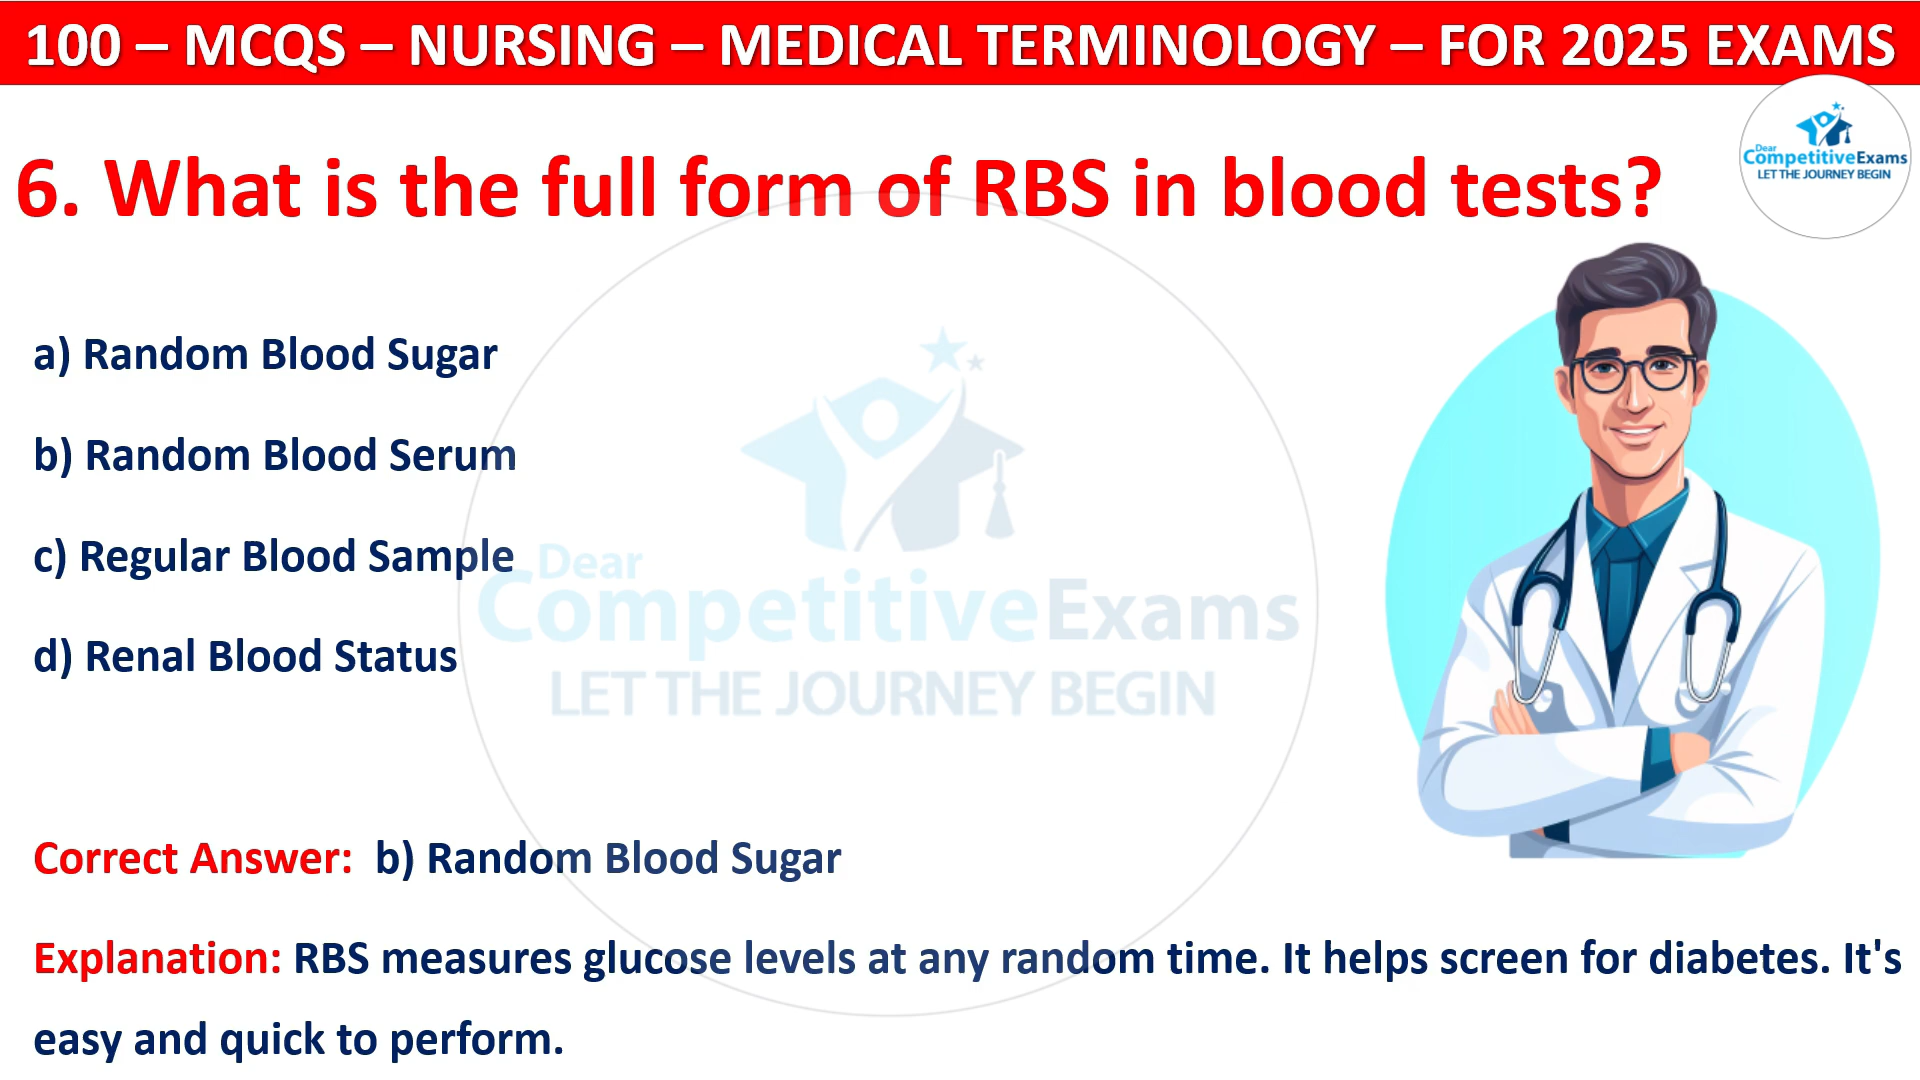 100 – MCQS – NURSING – MEDICAL TERMINOLOGY – FOR 2025 EXAMS
Dear
CompetitiveExams
LET THE JOURNEY BEGIN
6. What is the full form of RBS in blood tests?
a) Random Blood Sugar
b) Random Blood Serum
c) Regular Blood Sample
d) Renal Blood Status
Dear
CompetitiveExams
LET THE JOURNEY BEGIN
Correct Answer: b) Random Blood Sugar
Explanation: RBS measures glucose levels at any random time. It helps screen for diabetes. It's
easy and quick to perform.